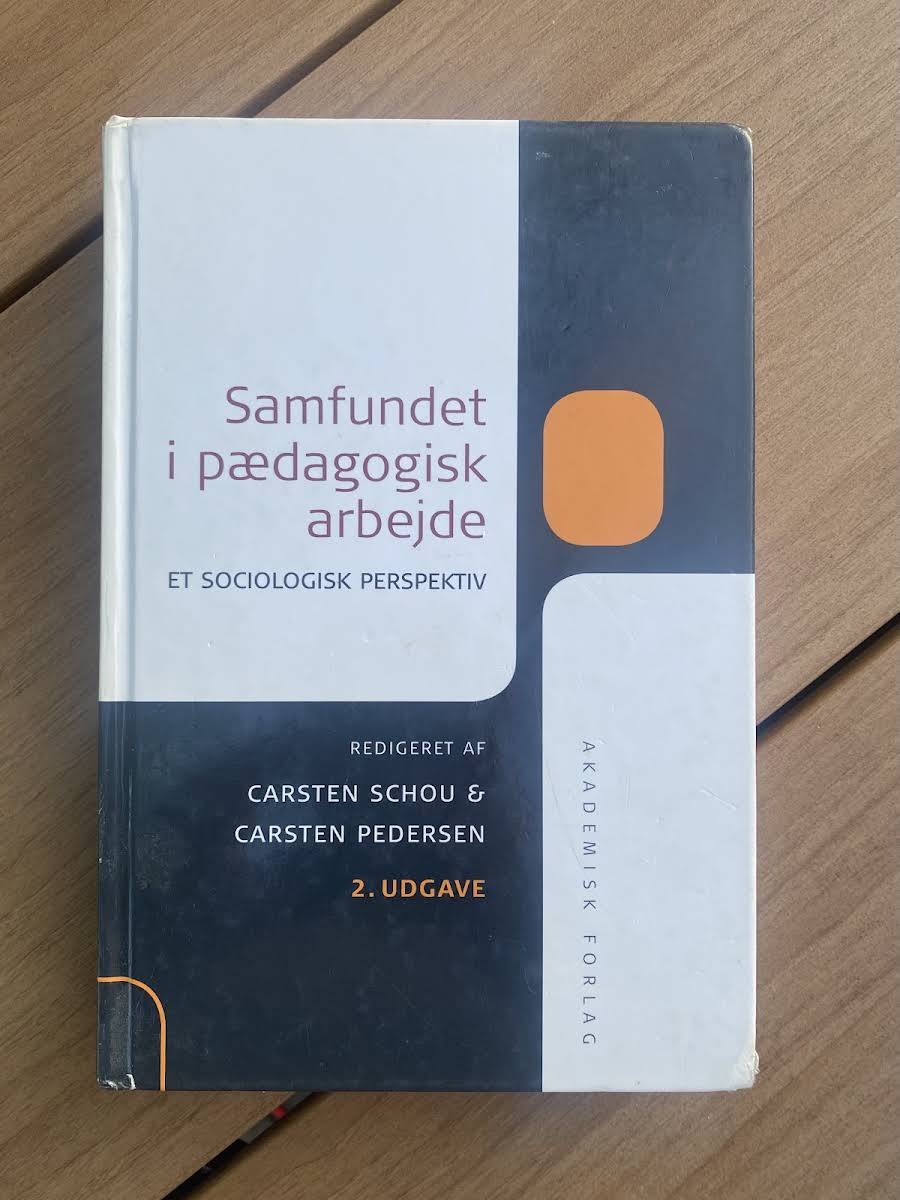 Samfundet
i pædagogisk
arbejde
ET SOCIOLOGISK PERSPEKTIV
REDIGERET AF
CARSTEN SCHOU &
CARSTEN PEDERSEN
2. UDGAVE
AKADEMISK FORLAG